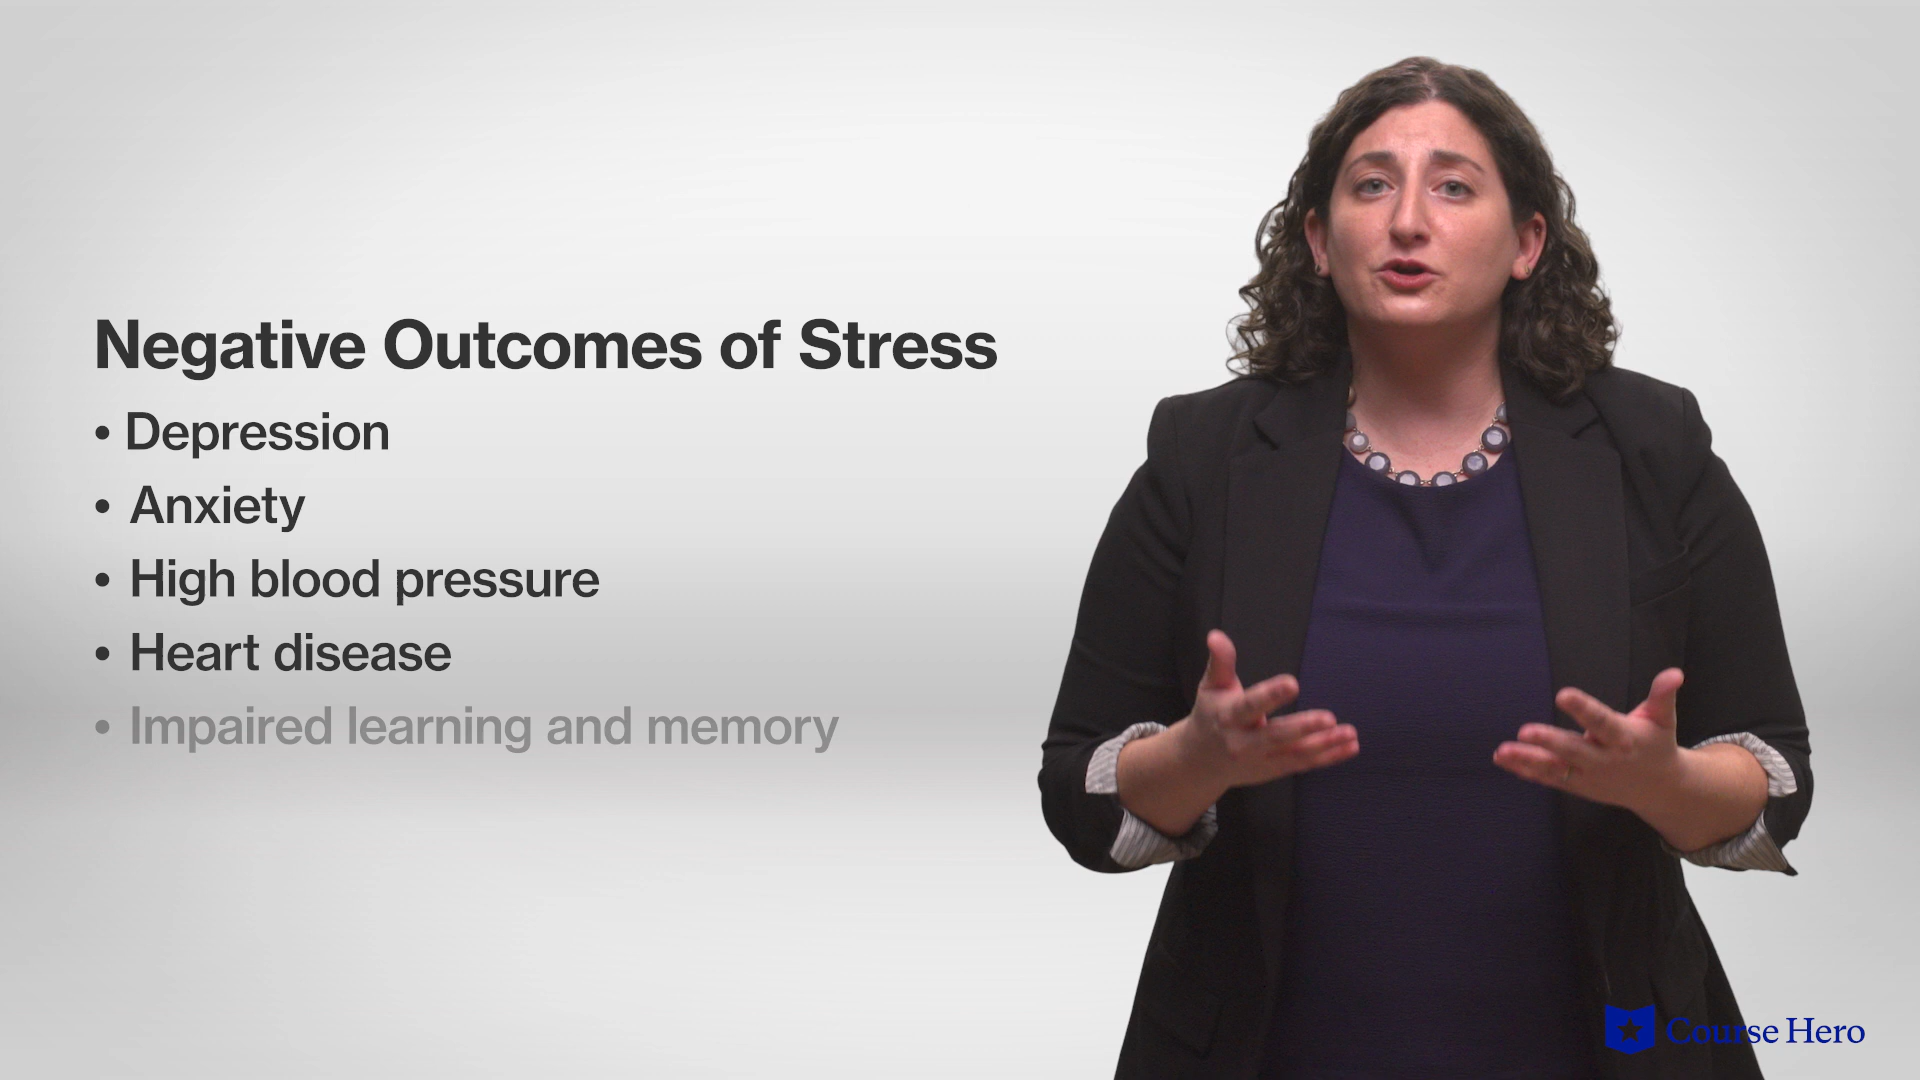 Negative Outcomes of Stress
• Depression
• Anxiety
• High blood pressure
• Heart disease
• Impaired learning and memory
Course Hero